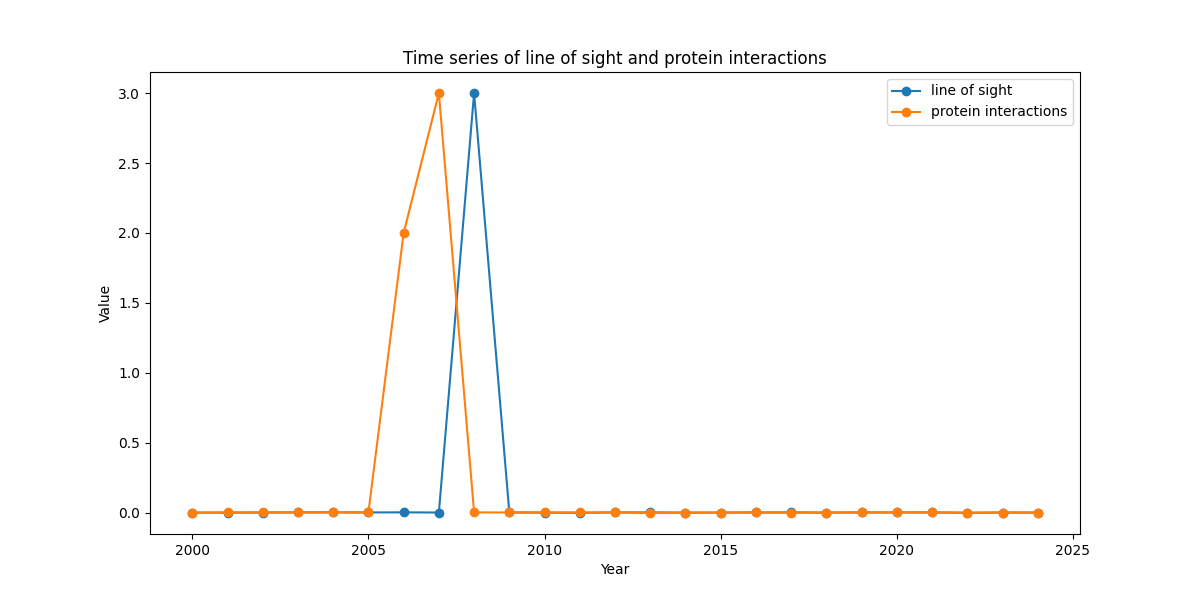 Time series of line of sight and protein interactions
line of sight
protein interactions
3.0
2.5
2.0
1.5
1.0
0.5
0.0
Value
2000 2005 2010 2015 2020 2025
Year